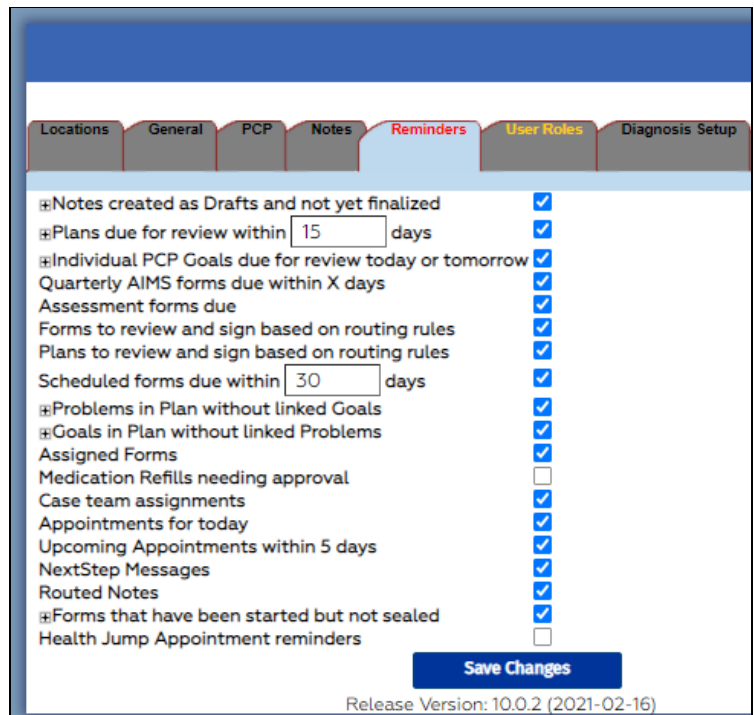 Locations General PCP Notes Reminders User Roles Diagnosis Setup
Notes created as Drafts and not yet finalized
Plans due for review within 15 days
Individual PCP Goals due for review today or tomorrow
Quarterly AIMS forms due within X days
Assessment forms due
Forms to review and sign based on routing rules
Plans to review and sign based on routing rules
Scheduled forms due within 30 days
Problems in Plan without linked Goals
Goals in Plan without linked Problems
Assigned Forms
Medication Refills needing approval
Case team assignments
Appointments for today
Upcoming Appointments within 5 days
NextStep Messages
Routed Notes
Forms that have been started but not sealed
Health Jump Appointment reminders
Save Changes
Release Version: 10.0.2 (2021-02-16)